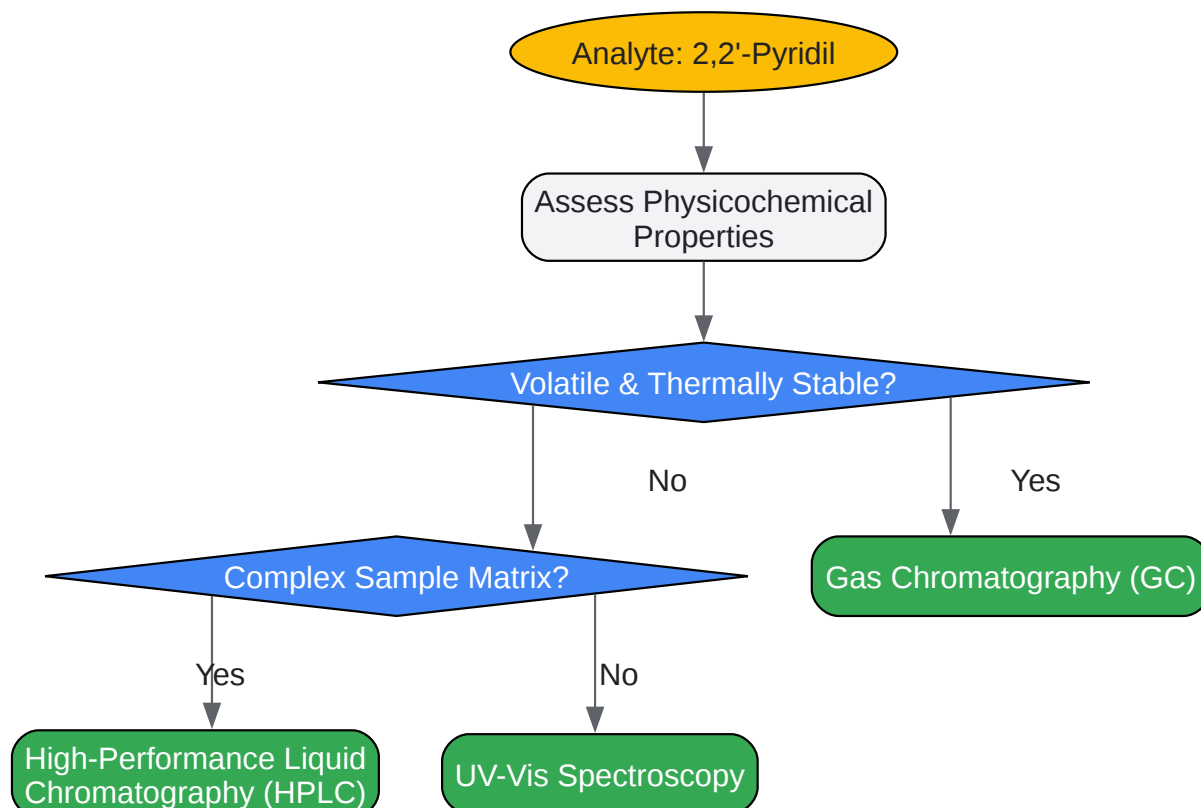 Analyte: 2,2'-Pyridil
Assess Physicochemical
Properties
Volatile & Thermally Stable?
No
Yes
Complex Sample Matrix?
Gas Chromatography (GC)
Yes
No
High-Performance Liquid
Chromatography (HPLC)
UV-Vis Spectroscopy